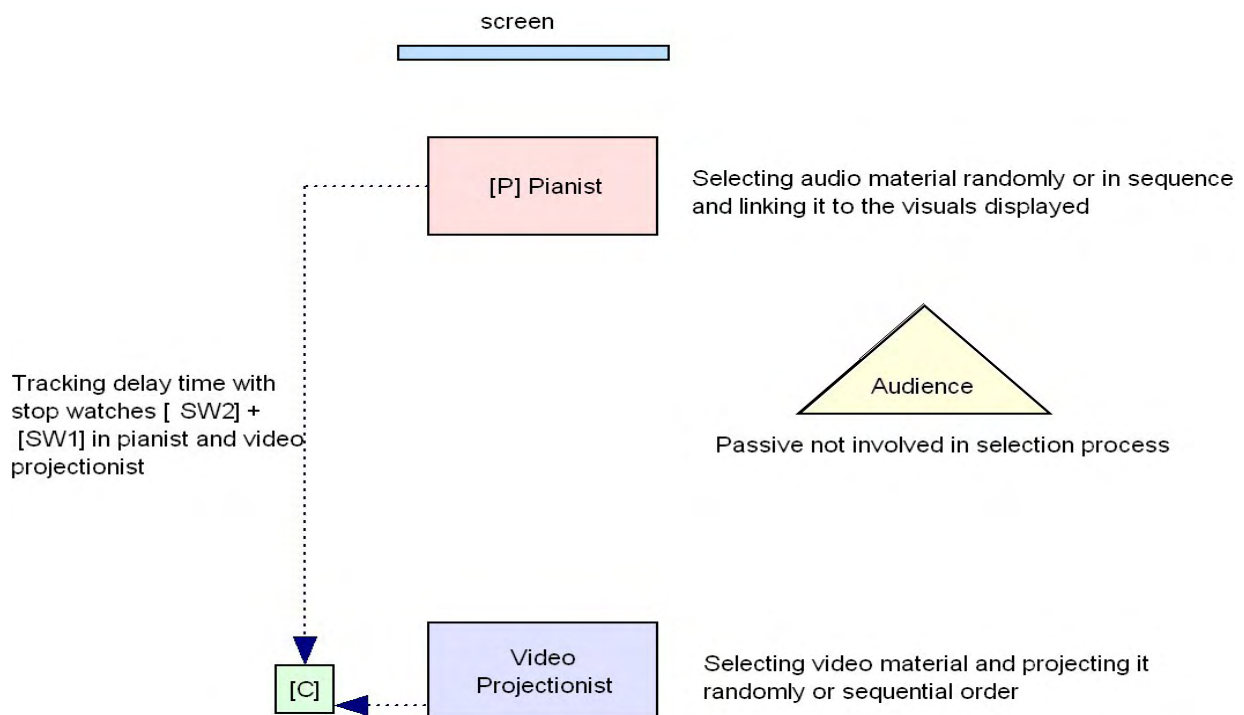 screen
[P] Pianist
Selecting audio material randomly or in sequence
and linking it to the visuals displayed
Audience
Passive not involved in selection process
Tracking delay time with
stop watches [ SW2] +
[SW1] in pianist and video
projectionist
[C]
Video
Projectionist
Selecting video material and projecting it
randomly or sequential order